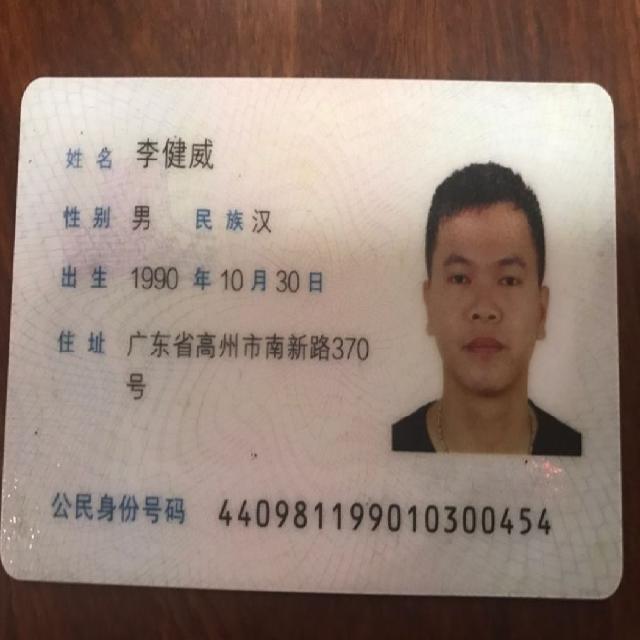 姓名 李健威
性别 男 民族 汉
出生 1990 年 10 月 30 日
住址 广东省高州市南新路370
号
公民身份号码 440981199010300454